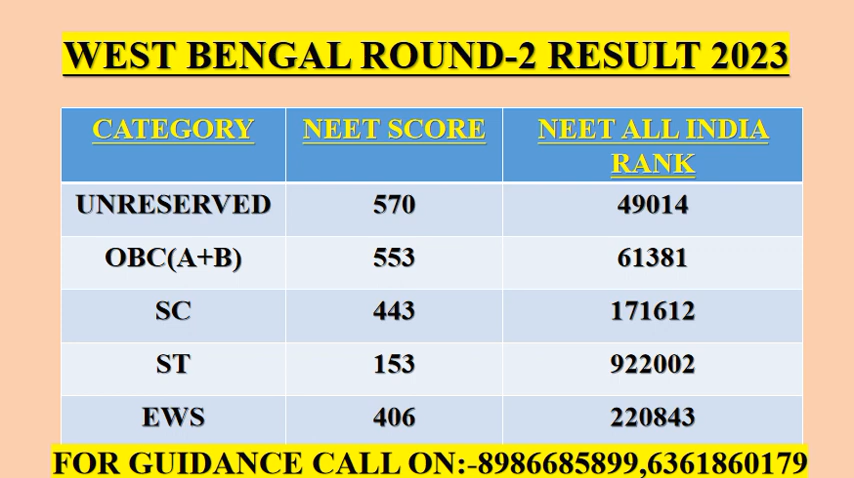 WEST BENGAL ROUND-2 RESULT 2023
CATEGORY NEET SCORE NEET ALL INDIA
RANK
UNRESERVED 570 49014
OBC(A+B) 553 61381
SC 443 171612
ST 153 922002
EWS 406 220843
FOR GUIDANCE CALL ON:-8986685899,6361860179